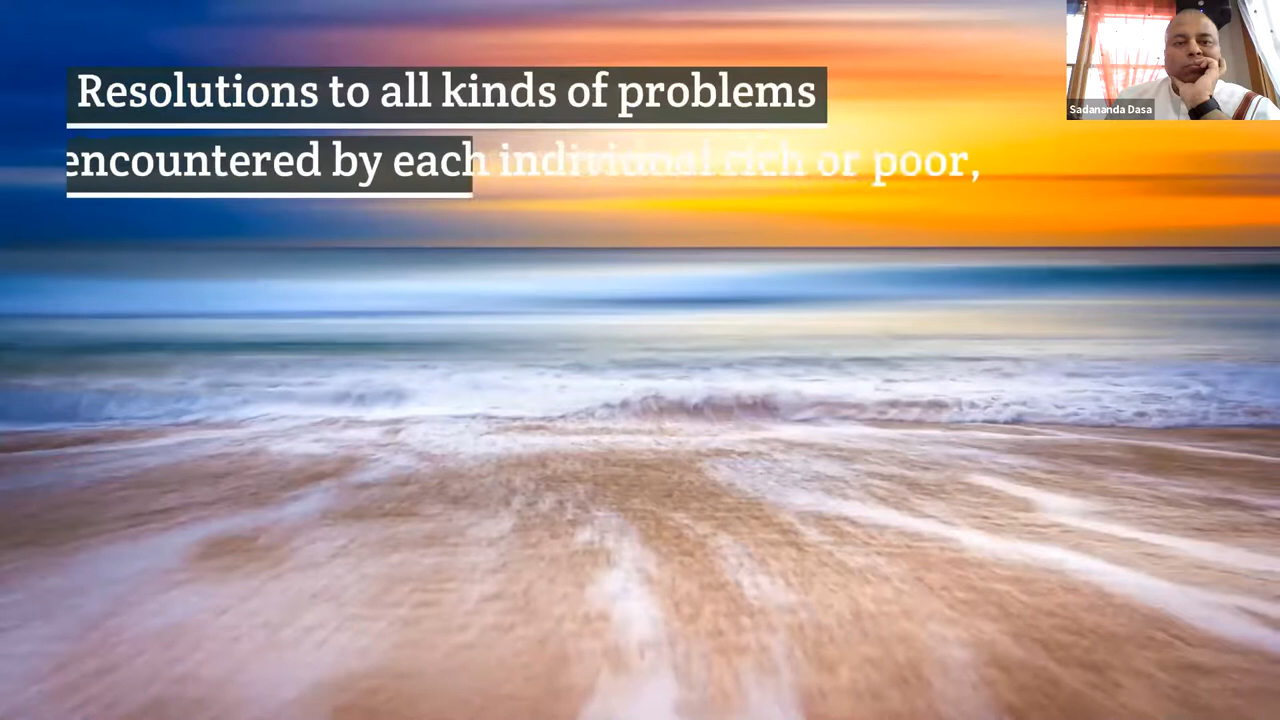 Resolutions to all kinds of problems
encountered by each individual rich or poor,
Sadananda Dasa